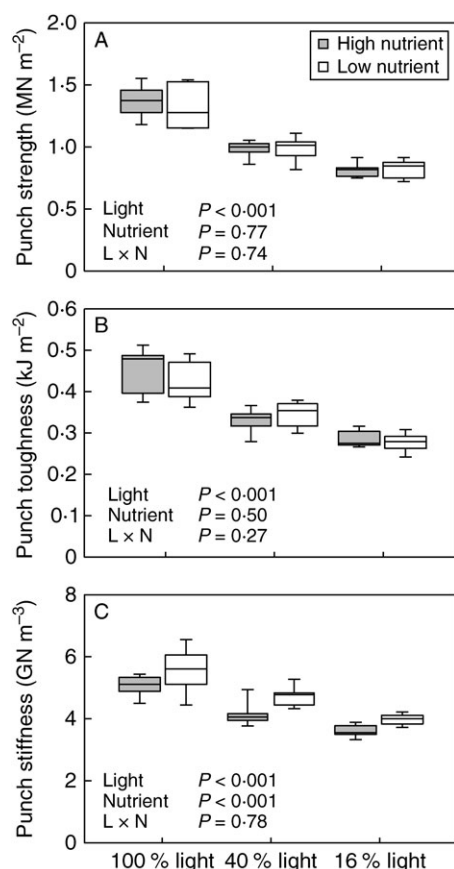 A
High nutrient
Low nutrient
Punch strength (MN m⁻²)
2·0
1·5
1·0
0·5
0
Light P < 0·001
Nutrient P = 0·77
L × N P = 0·74
B
Punch toughness (kJ m⁻²)
0·6
0·5
0·4
0·3
0·2
0·1
0
Light P < 0·001
Nutrient P = 0·50
L × N P = 0·27
C
Punch stiffness (GN m⁻³)
8
6
4
2
0
Light P < 0·001
Nutrient P < 0·001
L × N P = 0·78
100 % light 40 % light 16 % light